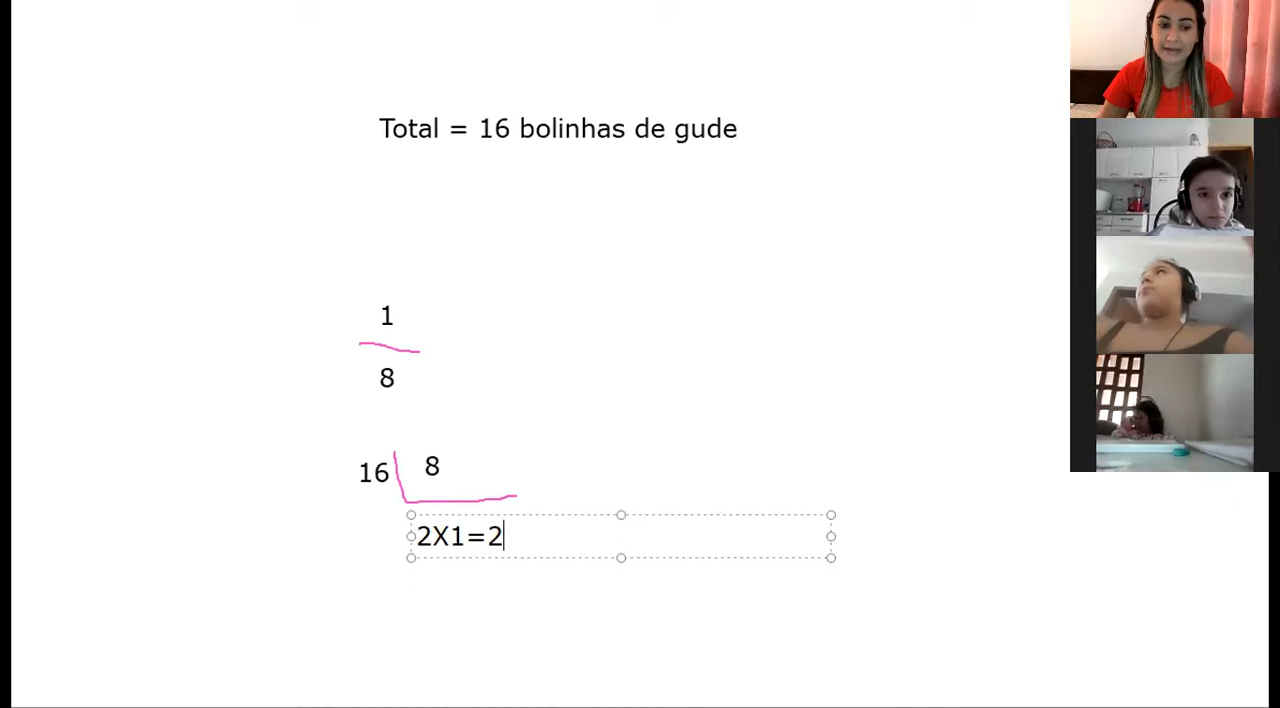 Total = 16 bolinhas de gude
1
8
16 8
2X1=2